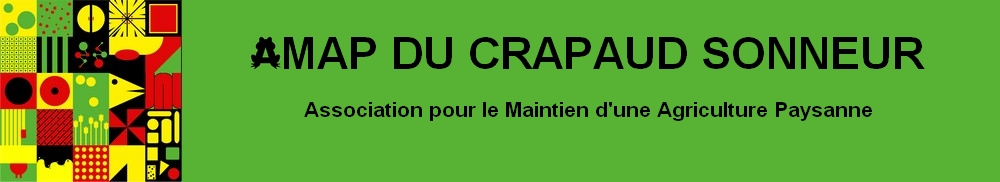 AMAP DU CRAPAUD SONNEUR
Association pour le Maintien d'une Agriculture Paysanne